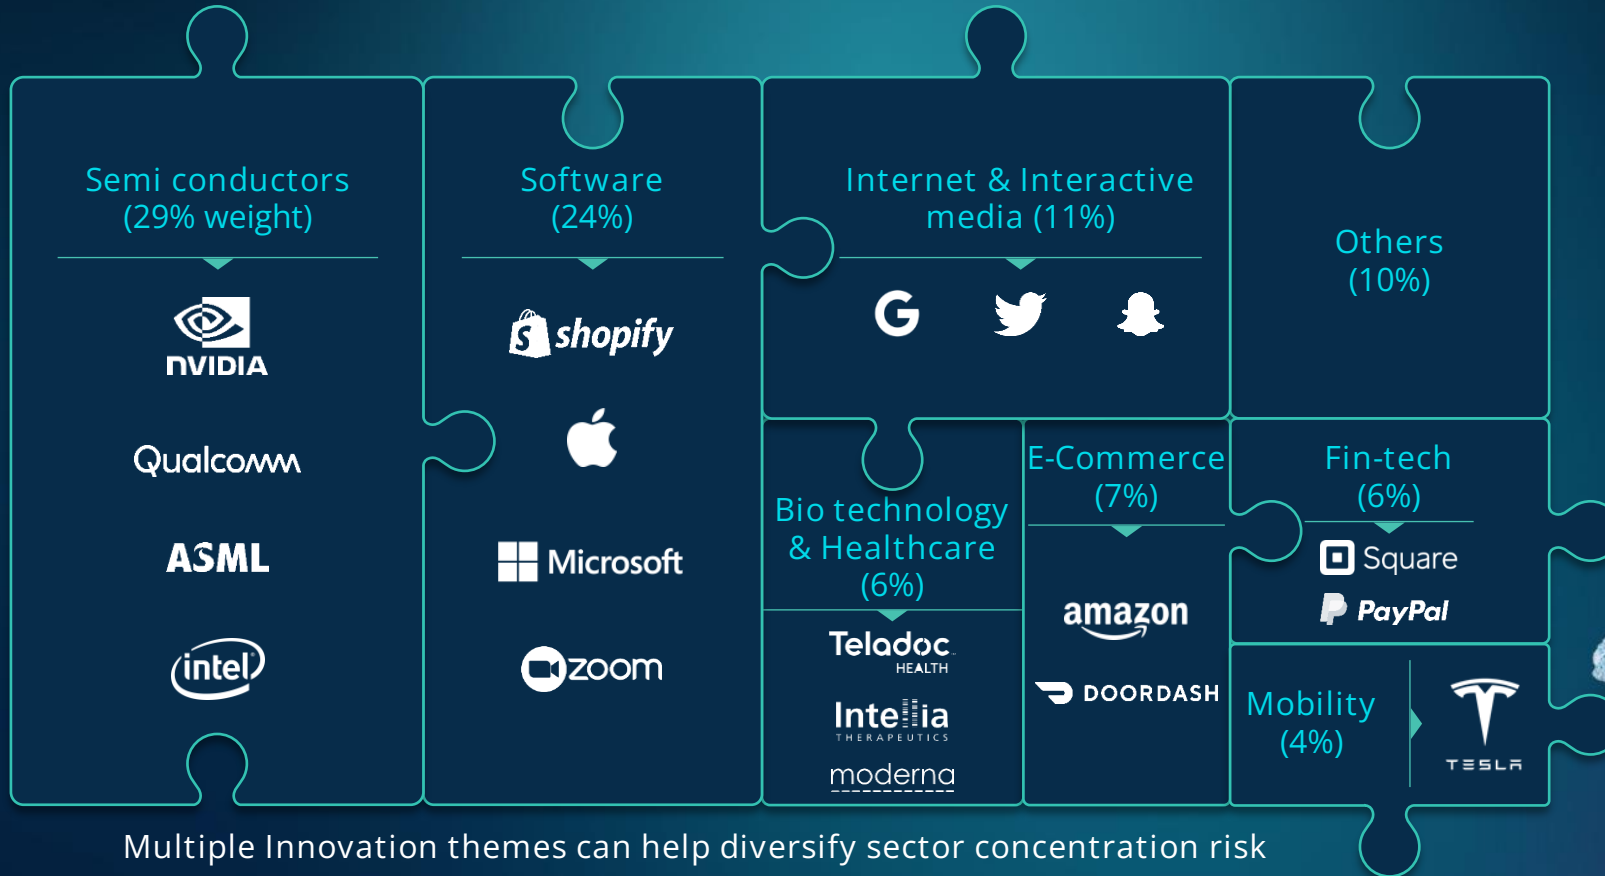 Semi conductors
(29% weight)
NVIDIA
Qualcomm
ASML
intel
Software
(24%)
shopify
Microsoft
zoom
Internet & Interactive
media (11%)
G
Others
(10%)
Bio technology
& Healthcare
(6%)
Teladoc
HEALTH
Intellia
THERAPEUTICS
moderna
E-Commerce
(7%)
amazon
DOORDASH
Fin-tech
(6%)
Square
PayPal
Mobility
(4%)
TESLA
Multiple Innovation themes can help diversify sector concentration risk